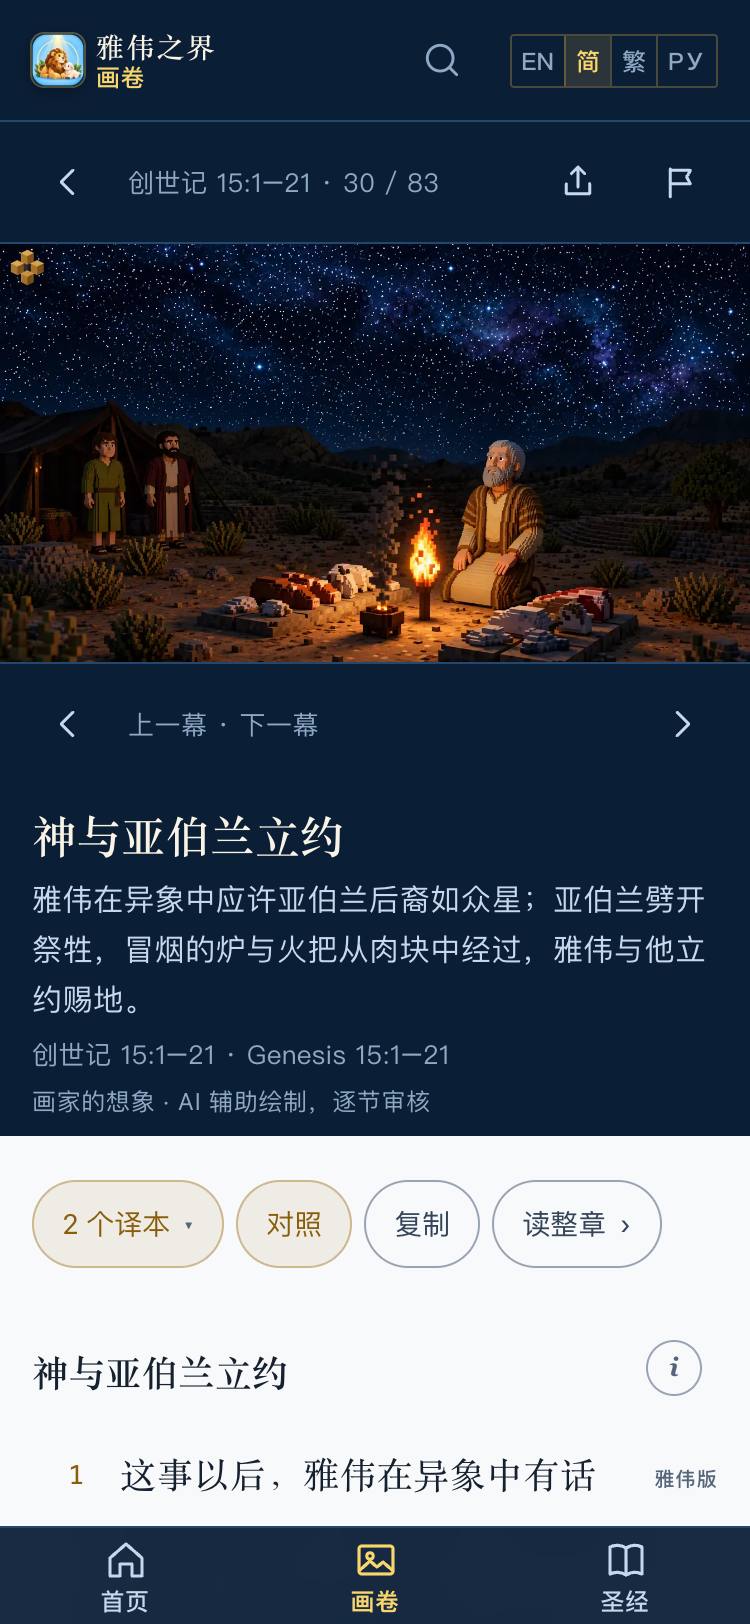 雅伟之界
画卷
EN 简 繁 РУ
创世记 15:1—21 · 30 / 83
上一幕 · 下一幕
神与亚伯兰立约
雅伟在异象中应许亚伯兰后裔如众星；亚伯兰劈开
祭牲，冒烟的炉与火把从肉块中经过，雅伟与他立
约赐地。
创世记 15:1—21 · Genesis 15:1—21
画家的想象 · AI 辅助绘制，逐节审核
2 个译本 ▾ 对照 复制 读整章 ›
神与亚伯兰立约 i
1 这事以后，雅伟在异象中有话 雅伟版
首页 画卷 圣经